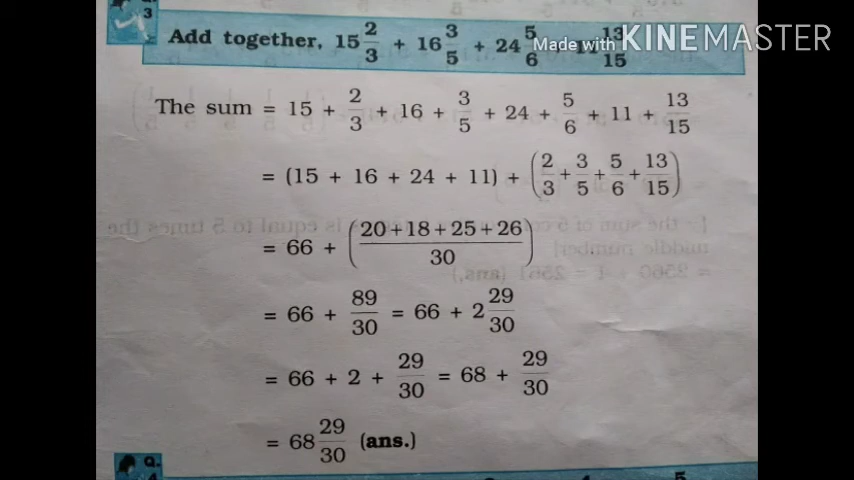 Q.
3
Add together, 15 2/3 + 16 3/5 + 24 5/6 13/15
Made with KINEMASTER
The sum = 15 + 2/3 + 16 + 3/5 + 24 + 5/6 + 11 + 13/15
= (15 + 16 + 24 + 11) + (2/3 + 3/5 + 5/6 + 13/15)
= 66 + (20+18+25+26/30)
= 66 + 89/30 = 66 + 2 29/30
= 66 + 2 + 29/30 = 68 + 29/30
= 68 29/30 (ans.)
Q.